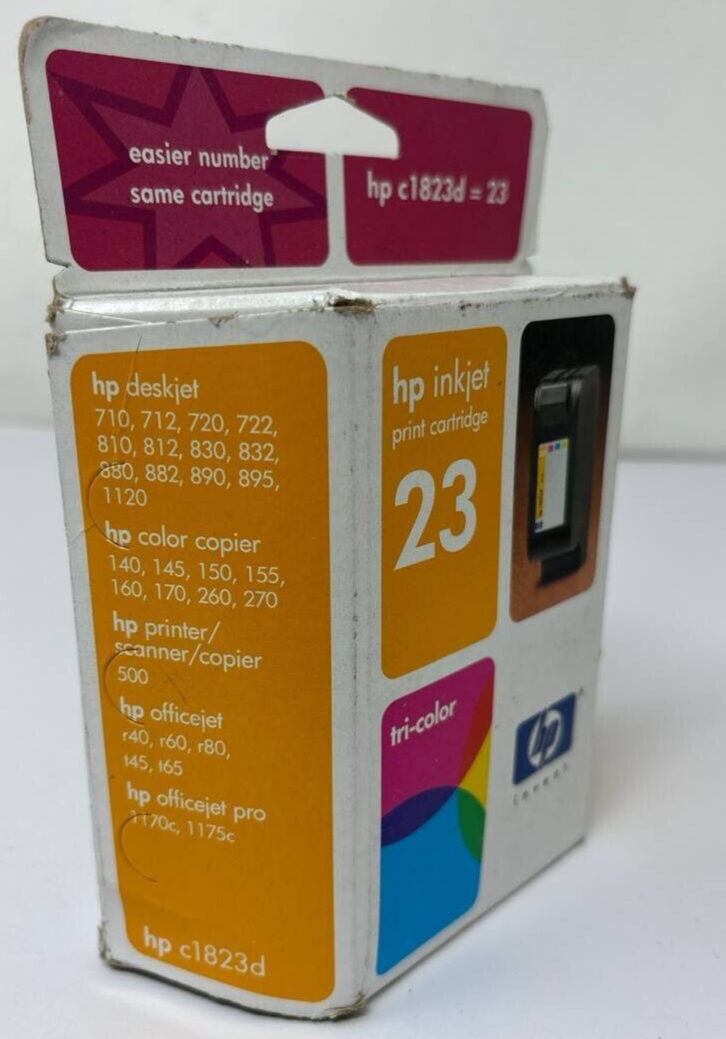 easier number
same cartridge
hp c1823d = 23
hp deskjet
710, 712, 720, 722,
810, 812, 830, 832,
880, 882, 890, 895,
1120
hp color copier
140, 145, 150, 155,
160, 170, 260, 270
hp printer/
scanner/copier
500
hp officejet
r40, r60, r80,
t45, t65
hp officejet pro
1170c, 1175c
hp c1823d
hp inkjet
print cartridge
23
tri-color
hp
invent